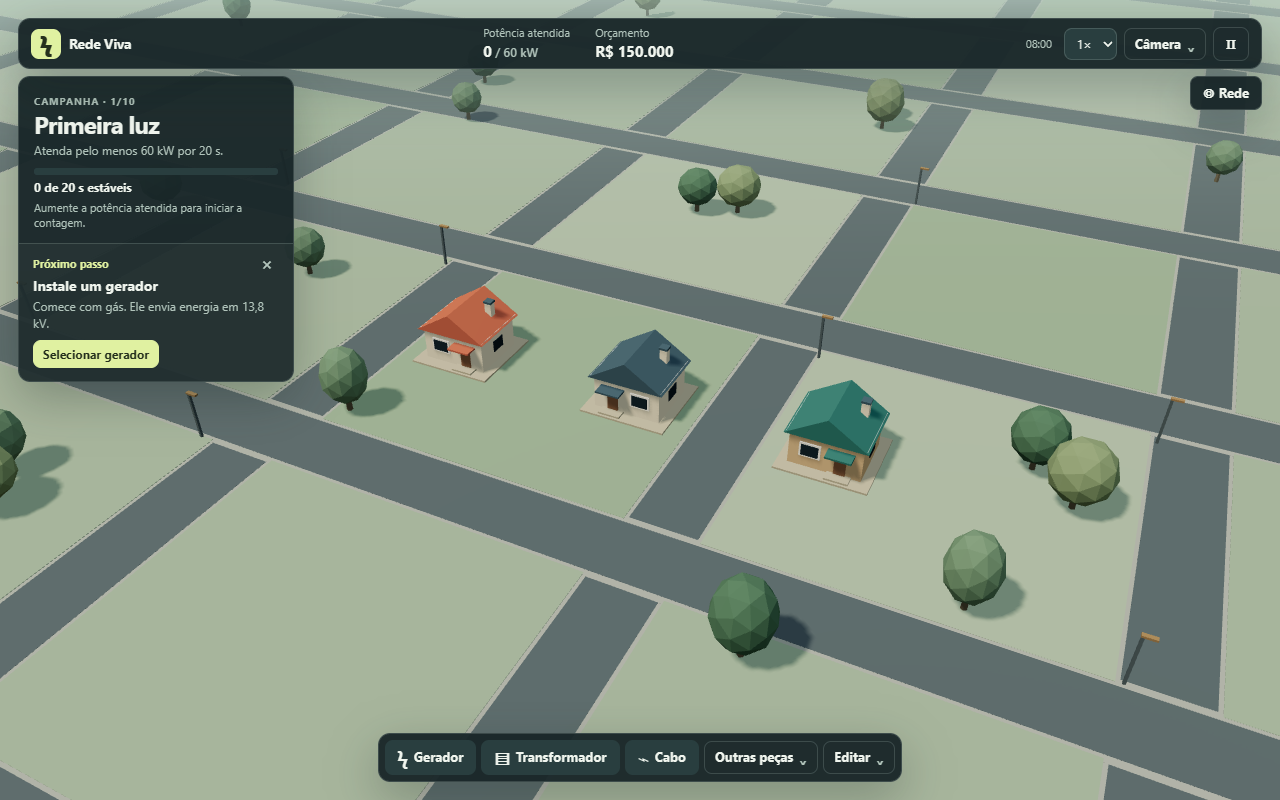 Rede Viva
Potência atendida
0 / 60 kW
Orçamento
R$ 150.000
08:00
1×
Câmera
Rede
CAMPANHA · 1/10
Primeira luz
Atenda pelo menos 60 kW por 20 s.
0 de 20 s estáveis
Aumente a potência atendida para iniciar a
contagem.
Próximo passo
Instale um gerador
Comece com gás. Ele envia energia em 13,8
kV.
Selecionar gerador
Gerador
Transformador
Cabo
Outras peças
Editar